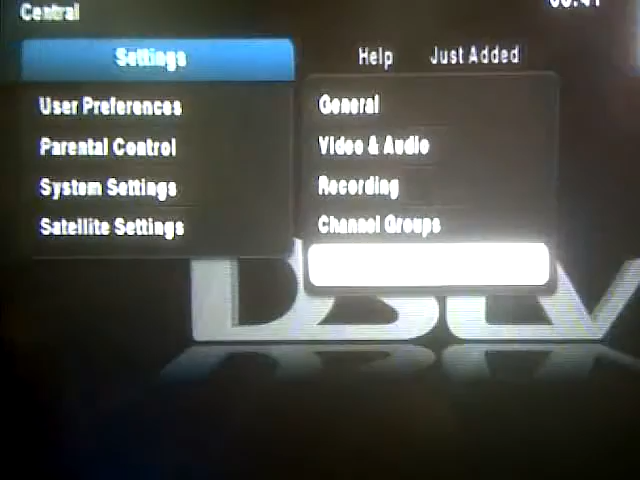 Central
Settings
Help
Just Added
User Preferences
Parental Control
System Settings
Satellite Settings
General
Video & Audio
Recording
Channel Groups
DStv